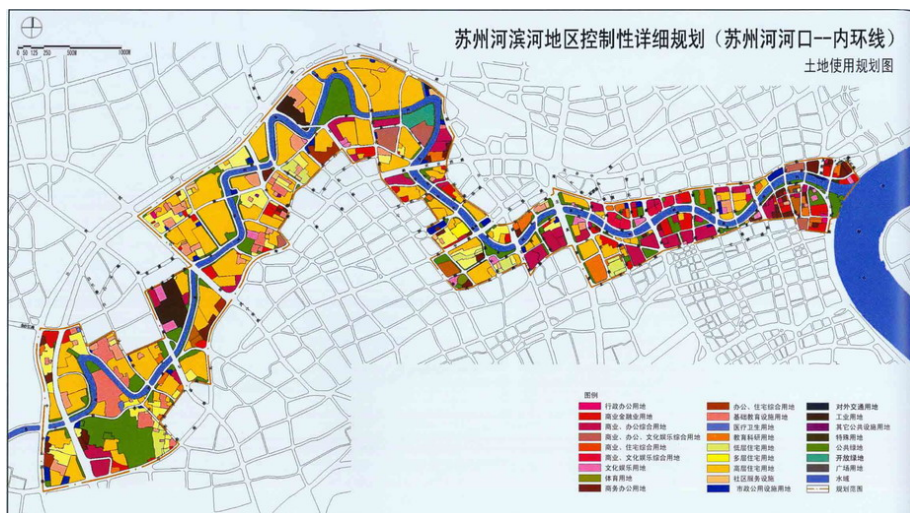 苏州河滨河地区控制性详细规划（苏州河河口--内环线）
土地使用规划图
0 50 125 250 500M 1000M
图例
行政办公用地
商业金融业用地
商业、办公综合用地
商业、办公、文化娱乐综合用地
商业、住宅综合用地
商业、文化娱乐综合用地
文化娱乐用地
体育用地
商务办公用地
办公、住宅综合用地
基础教育设施用地
医疗卫生用地
教育科研用地
低层住宅用地
多层住宅用地
高层住宅用地
社区服务设施
市政公用设施用地
对外交通用地
工业用地
其它公共设施用地
特殊用地
公共绿地
开放绿地
广场用地
水域
规划范围